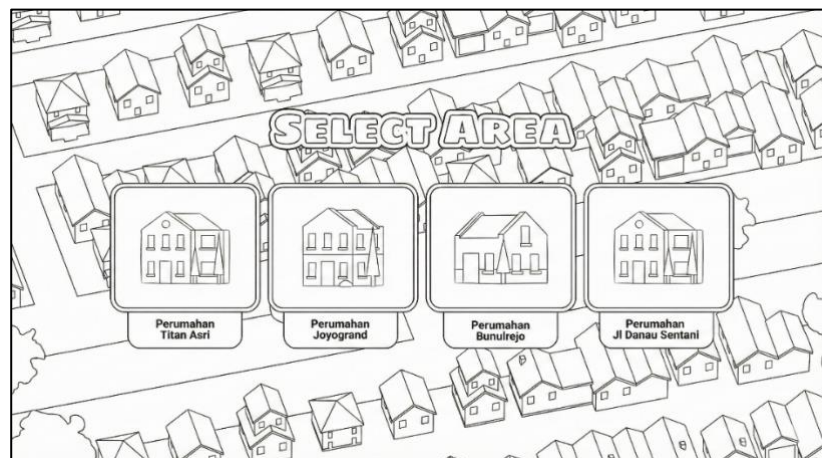 SELECT AREA
Perumahan
Titan Asri
Perumahan
Joyogrand
Perumahan
Bunulrejo
Perumahan
Jl Danau Sentani